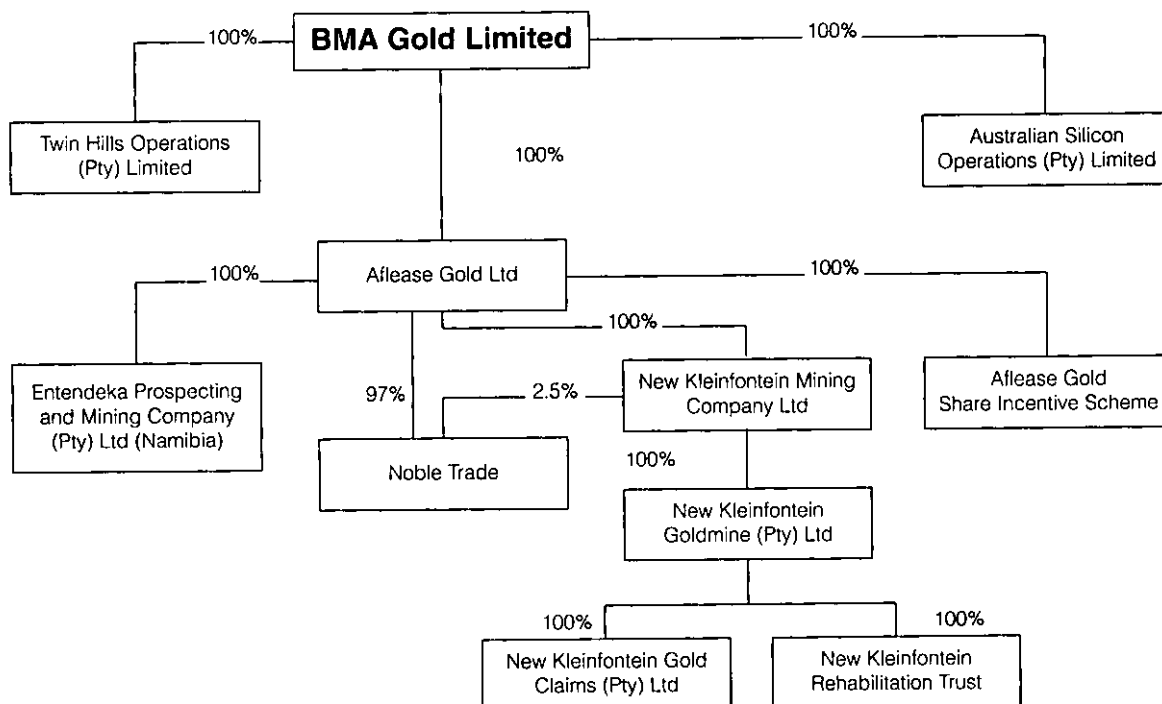 BMA Gold Limited
100%
100%
Twin Hills Operations
(Pty) Limited
100%
Australian Silicon
Operations (Pty) Limited
Aflease Gold Ltd
100%
100%
100%
Entendeka Prospecting
and Mining Company
(Pty) Ltd (Namibia)
97%
2.5%
New Kleinfontein Mining
Company Ltd
Aflease Gold
Share Incentive Scheme
Noble Trade
100%
New Kleinfontein
Goldmine (Pty) Ltd
100%
100%
New Kleinfontein Gold
Claims (Pty) Ltd
New Kleinfontein
Rehabilitation Trust